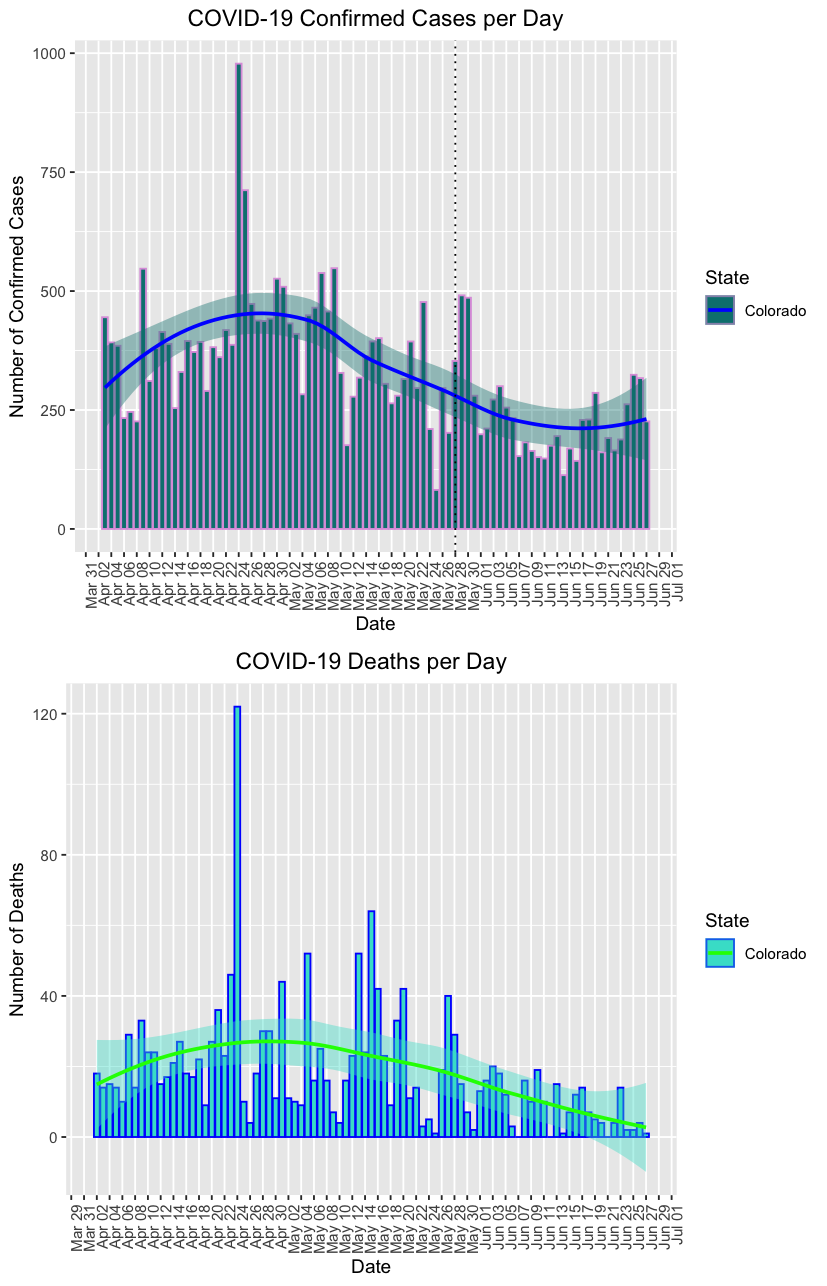 COVID-19 Confirmed Cases per Day
Number of Confirmed Cases
1000
750
500
250
0
Mar 31
Apr 02
Apr 04
Apr 06
Apr 08
Apr 10
Apr 12
Apr 14
Apr 16
Apr 18
Apr 20
Apr 22
Apr 24
Apr 26
Apr 28
Apr 30
May 02
May 04
May 06
May 08
May 10
May 12
May 14
May 16
May 18
May 20
May 22
May 24
May 26
May 28
May 30
Jun 01
Jun 03
Jun 05
Jun 07
Jun 09
Jun 11
Jun 13
Jun 15
Jun 17
Jun 19
Jun 21
Jun 23
Jun 25
Jun 27
Jun 29
Jul 01
Date
State
Colorado
COVID-19 Deaths per Day
Number of Deaths
120
80
40
0
Mar 29
Mar 31
Apr 02
Apr 04
Apr 06
Apr 08
Apr 10
Apr 12
Apr 14
Apr 16
Apr 18
Apr 20
Apr 22
Apr 24
Apr 26
Apr 28
Apr 30
May 02
May 04
May 06
May 08
May 10
May 12
May 14
May 16
May 18
May 20
May 22
May 24
May 26
May 28
May 30
Jun 01
Jun 03
Jun 05
Jun 07
Jun 09
Jun 11
Jun 13
Jun 15
Jun 17
Jun 19
Jun 21
Jun 23
Jun 25
Jun 27
Jun 29
Jul 01
Date
State
Colorado